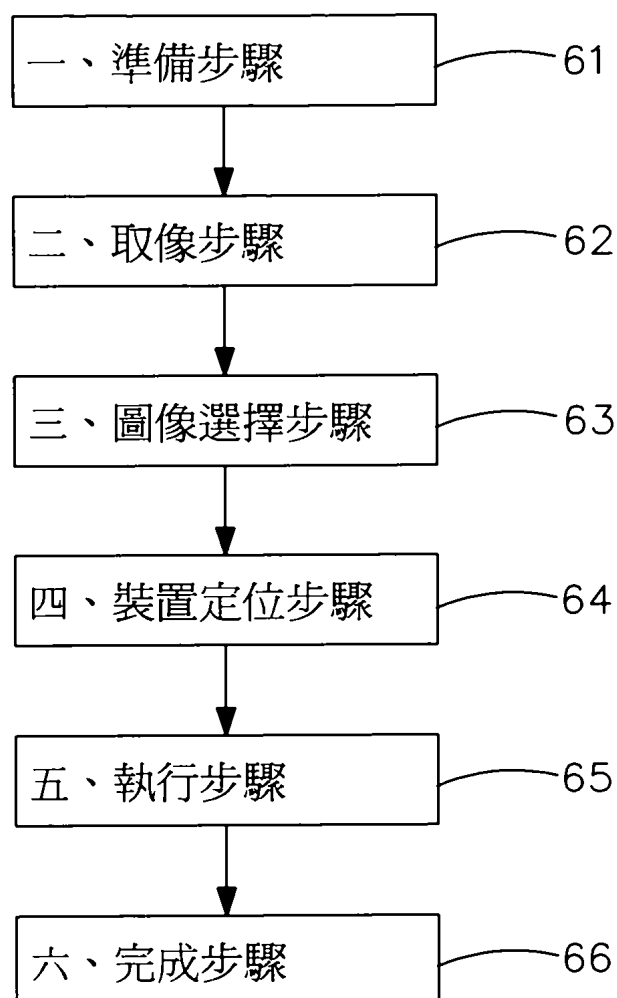 一、準備步驟 61
二、取像步驟 62
三、圖像選擇步驟 63
四、裝置定位步驟 64
五、執行步驟 65
六、完成步驟 66